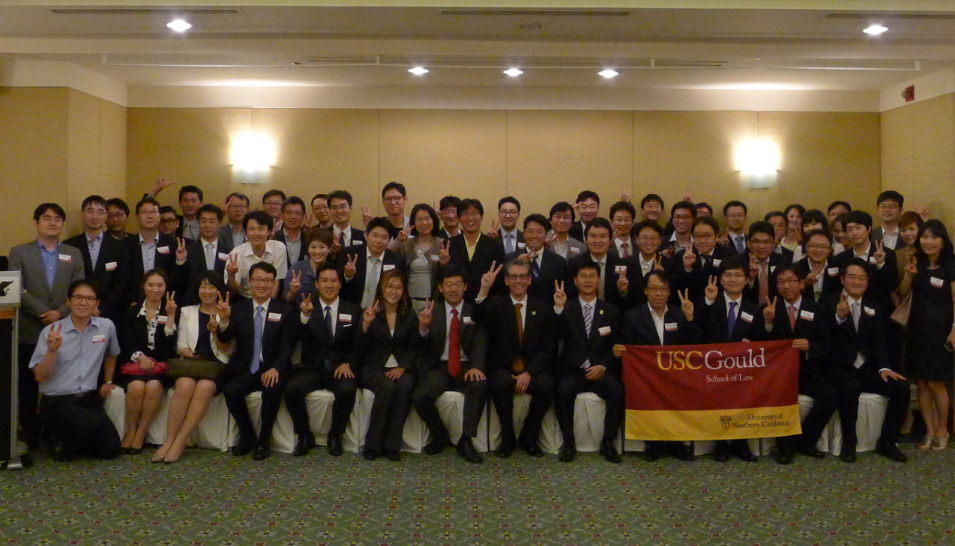 USCGould
School of Law
University of
Southern California